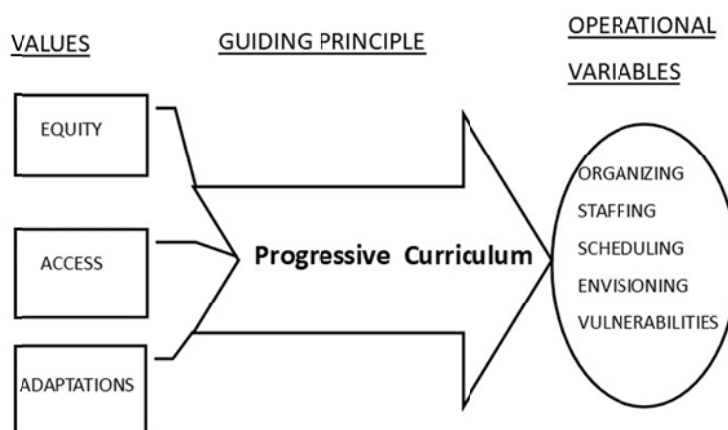 VALUES
GUIDING PRINCIPLE
OPERATIONAL
VARIABLES
EQUITY
ACCESS
ADAPTATIONS
Progressive Curriculum
ORGANIZING
STAFFING
SCHEDULING
ENVISIONING
VULNERABILITIES